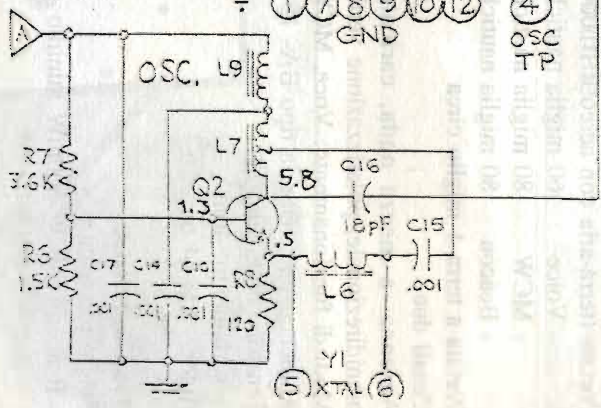 1 7 8 9 10 12 4
GND OSC
TP
A
OSC. L9
L7
R7
3.6K
C16
Q2 5.8
1.3
18pF C15
.5
R6
1.5K
C17 C14 C10 R8
L6 .001
.001 .001 .001
120
Y1
5 XTAL 6